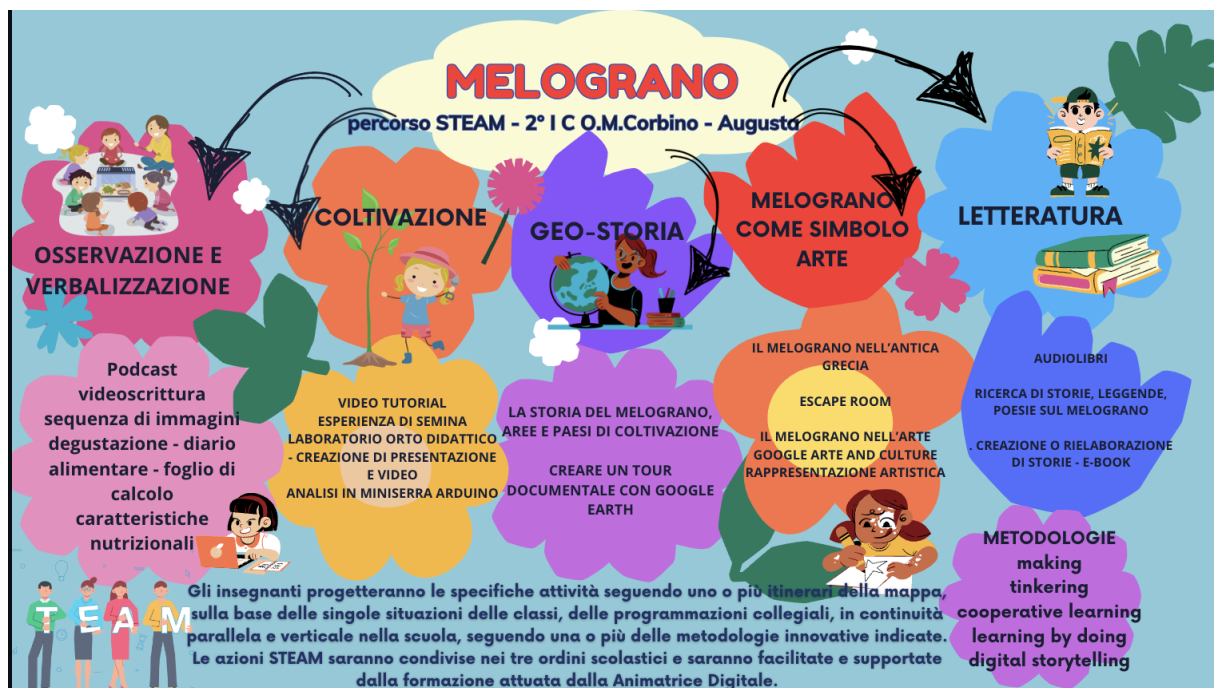 MELOGRANO
percorso STEAM - 2° I C O.M.Corbino - Augusta
OSSERVAZIONE E
VERBALIZZAZIONE
Podcast
videoscrittura
sequenza di immagini
degustazione - diario
alimentare - foglio di
calcolo
caratteristiche
nutrizionali
COLTIVAZIONE
VIDEO TUTORIAL
ESPERIENZA DI SEMINA
LABORATORIO ORTO DIDATTICO
- CREAZIONE DI PRESENTAZIONE
E VIDEO
ANALISI IN MINISERRA ARDUINO
GEO-STORIA
LA STORIA DEL MELOGRANO,
AREE E PAESI DI COLTIVAZIONE
CREARE UN TOUR
DOCUMENTALE CON GOOGLE
EARTH
MELOGRANO
COME SIMBOLO
ARTE
IL MELOGRANO NELL'ANTICA
GRECIA
ESCAPE ROOM
IL MELOGRANO NELL'ARTE
GOOGLE ARTE AND CULTURE
RAPPRESENTAZIONE ARTISTICA
LETTERATURA
AUDIOLIBRI
RICERCA DI STORIE, LEGGENDE,
POESIE SUL MELOGRANO
. CREAZIONE O RIELABORAZIONE
DI STORIE - E-BOOK
METODOLOGIE
making
tinkering
cooperative learning
learning by doing
digital storytelling
TEAM
Gli insegnanti progetteranno le specifiche attività seguendo uno o più itinerari della mappa,
sulla base delle singole situazioni delle classi, delle programmazioni collegiali, in continuità
parallela e verticale nella scuola, seguendo una o più delle metodologie innovative indicate.
Le azioni STEAM saranno condivise nei tre ordini scolastici e saranno facilitate e supportate
dalla formazione attuata dalla Animatrice Digitale.